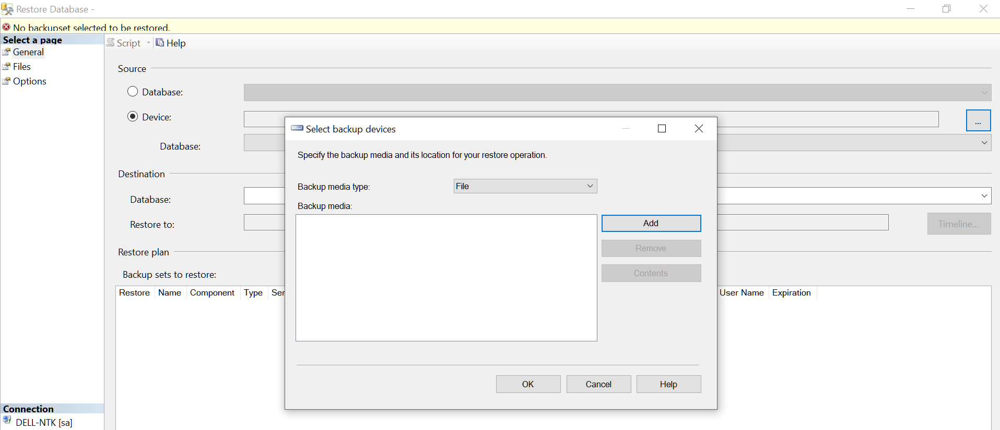 Restore Database -
No backupset selected to be restored.
Select a page
General
Files
Options
Script
Help
Source
Database:
Device:
...
Database:
Destination
Database:
Restore to:
Timeline...
Restore plan
Backup sets to restore:
Restore Name Component Type Ser User Name Expiration
Select backup devices
Specify the backup media and its location for your restore operation.
Backup media type:
File
Backup media:
Add
Remove
Contents
OK Cancel Help
Connection
DELL-NTK [sa]